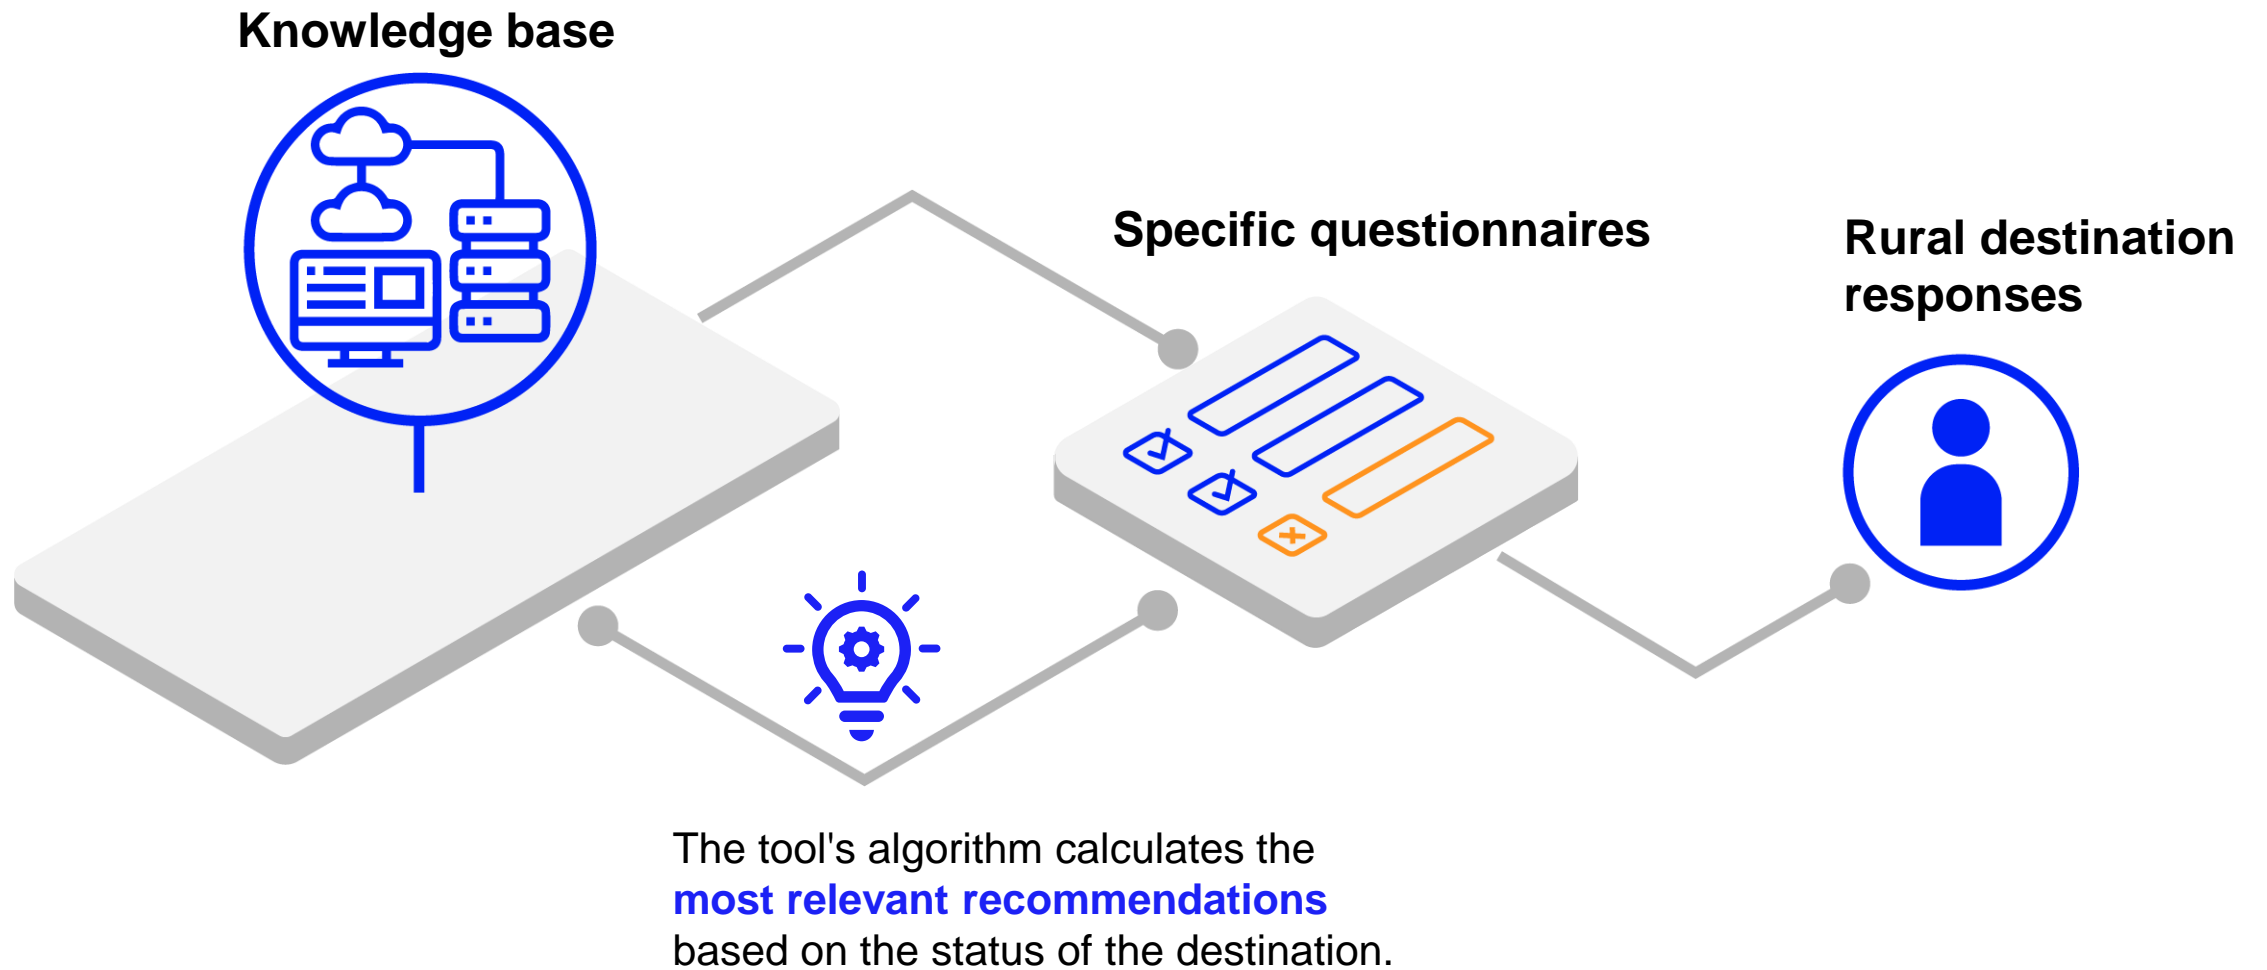 Knowledge base
Specific questionnaires
Rural destination
responses
The tool's algorithm calculates the
most relevant recommendations
based on the status of the destination.